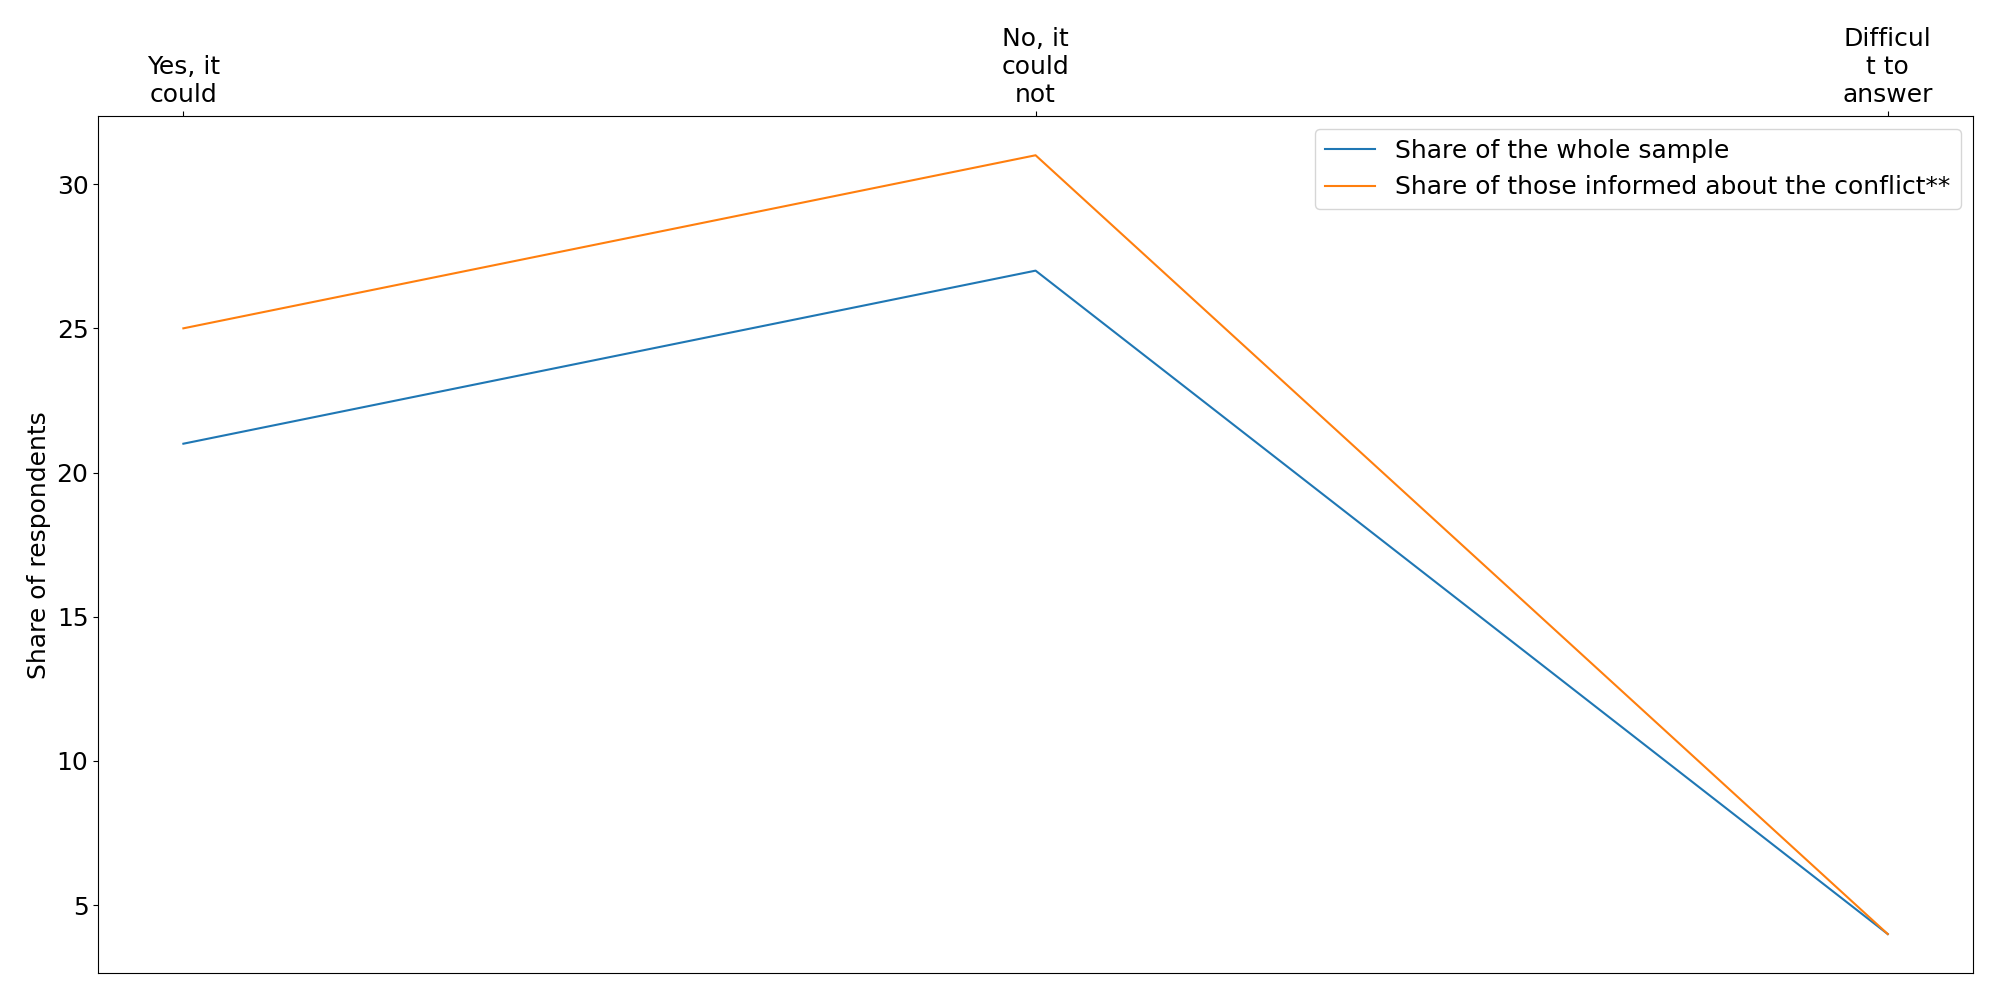 Yes, it
could
No, it
could
not
Difficul
t to
answer
Share of the whole sample
Share of those informed about the conflict**
30
25
20
15
10
5
Share of respondents